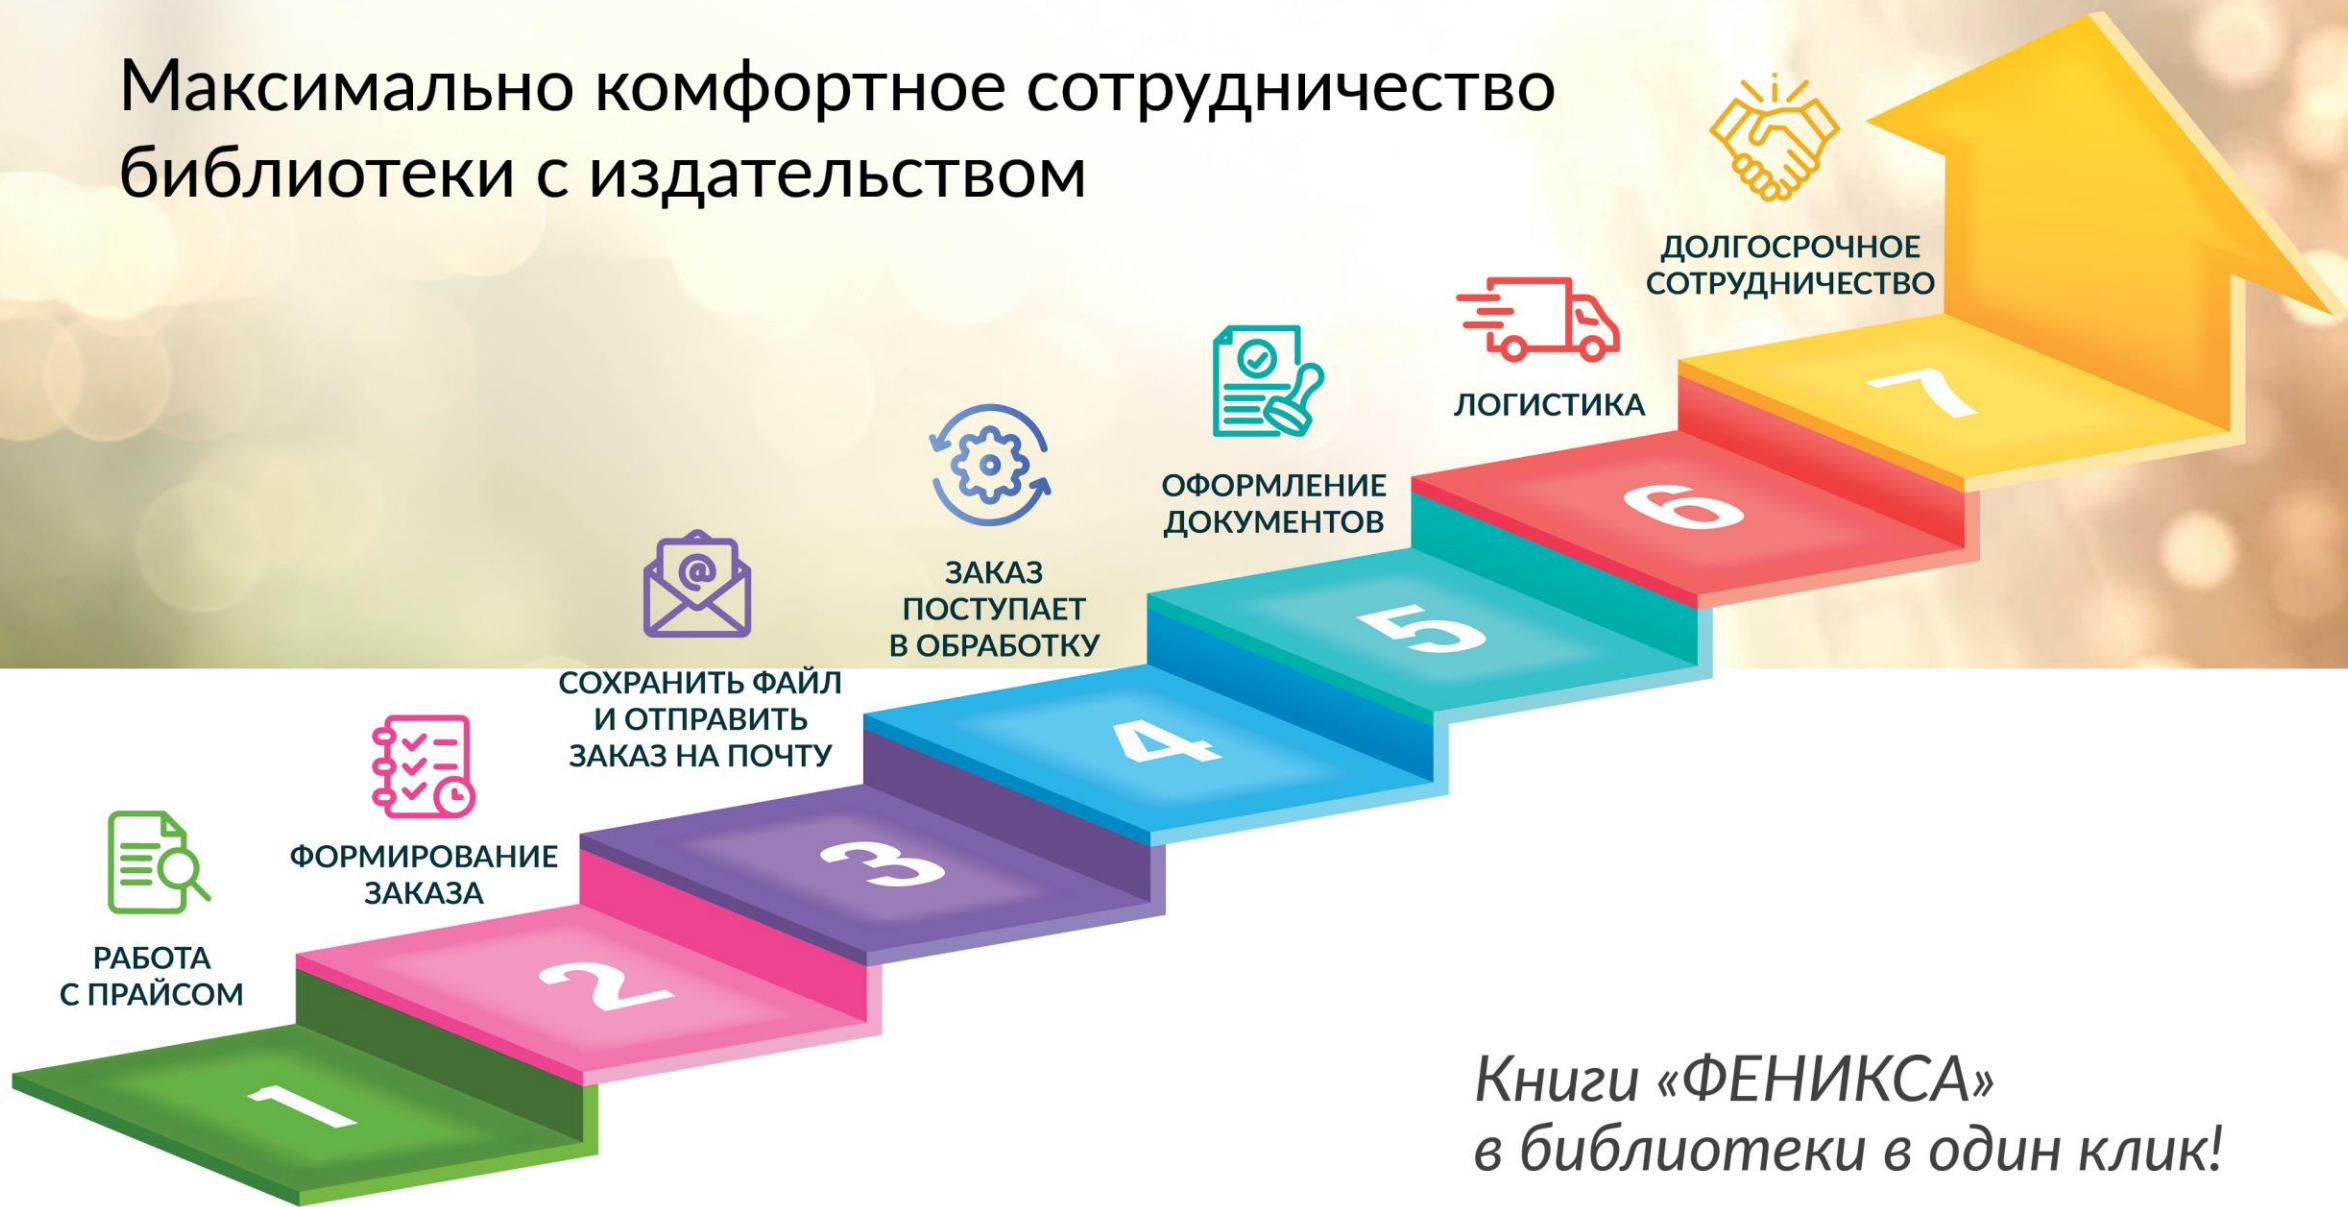 Максимально комфортное сотрудничество
библиотеки с издательством
РАБОТА
С ПРАЙСОМ
1
ФОРМИРОВАНИЕ
ЗАКАЗА
2
СОХРАНИТЬ ФАЙЛ
И ОТПРАВИТЬ
ЗАКАЗ НА ПОЧТУ
3
ЗАКАЗ
ПОСТУПАЕТ
В ОБРАБОТКУ
4
ОФОРМЛЕНИЕ
ДОКУМЕНТОВ
5
ЛОГИСТИКА
6
ДОЛГОСРОЧНОЕ
СОТРУДНИЧЕСТВО
7
Книги «ФЕНИКСА»
в библиотеки в один клик!